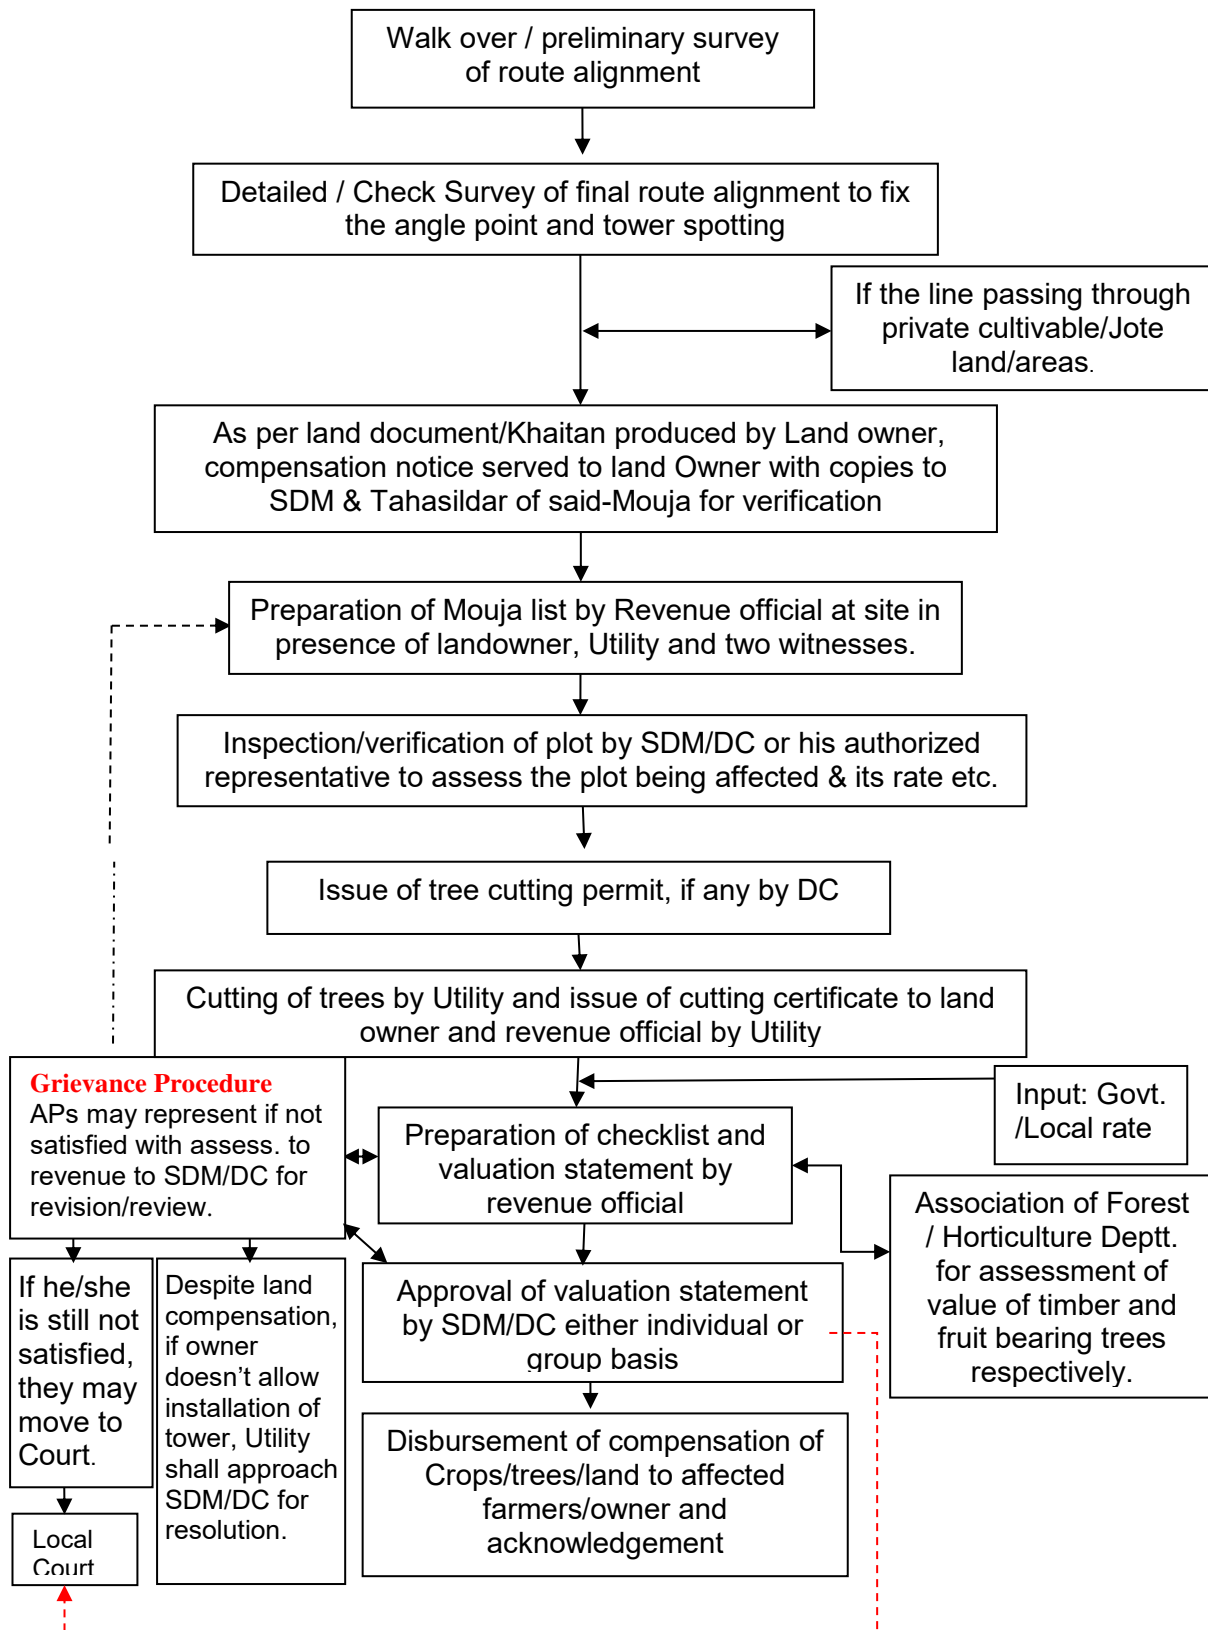 Walk over / preliminary survey
of route alignment
Detailed / Check Survey of final route alignment to fix
the angle point and tower spotting
If the line passing through
private cultivable/Jote
land/areas.
As per land document/Khaitan produced by Land owner,
compensation notice served to land Owner with copies to
SDM & Tahasildar of said-Mouja for verification
Preparation of Mouja list by Revenue official at site in
presence of landowner, Utility and two witnesses.
Inspection/verification of plot by SDM/DC or his authorized
representative to assess the plot being affected & its rate etc.
Issue of tree cutting permit, if any by DC
Cutting of trees by Utility and issue of cutting certificate to land
owner and revenue official by Utility
Grievance Procedure
APs may represent if not
satisfied with assess. to
revenue to SDM/DC for
revision/review.
Preparation of checklist and
valuation statement by
revenue official
Input: Govt.
/Local rate
Association of Forest
/ Horticulture Deptt.
for assessment of
value of timber and
fruit bearing trees
respectively.
If he/she
is still not
satisfied,
they may
move to
Court.
Despite land
compensation,
if owner
doesn’t allow
installation of
tower, Utility
shall approach
SDM/DC for
resolution.
Approval of valuation statement
by SDM/DC either individual or
group basis
Disbursement of compensation of
Crops/trees/land to affected
farmers/owner and
acknowledgement
Local
Court